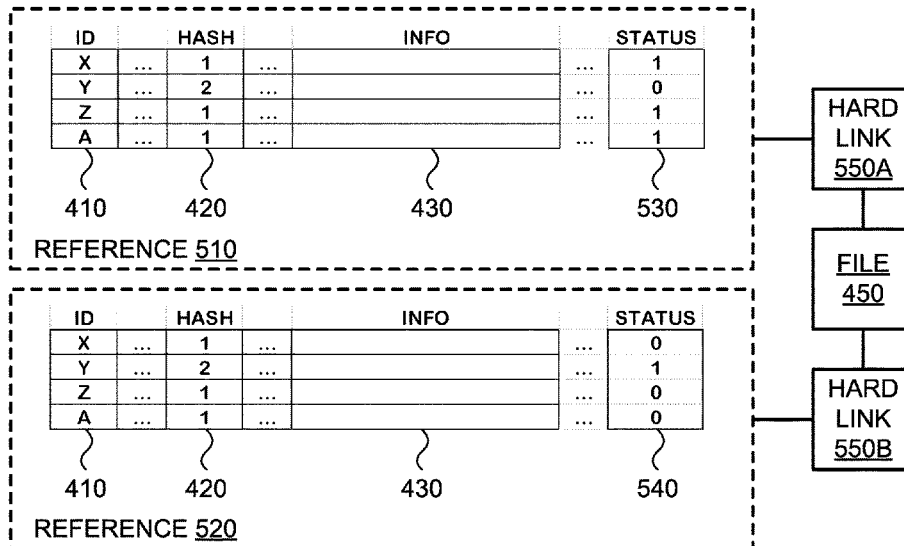 ID HASH INFO STATUS
X ... 1 ... ... 1
Y ... 2 ... ... 0
Z ... 1 ... ... 1
A ... 1 ... ... 1
410 420 430 530
REFERENCE 510
HARD
LINK
550A
FILE
450
ID HASH INFO STATUS
X ... 1 ... ... 0
Y ... 2 ... ... 1
Z ... 1 ... ... 0
A ... 1 ... ... 0
410 420 430 540
REFERENCE 520
HARD
LINK
550B